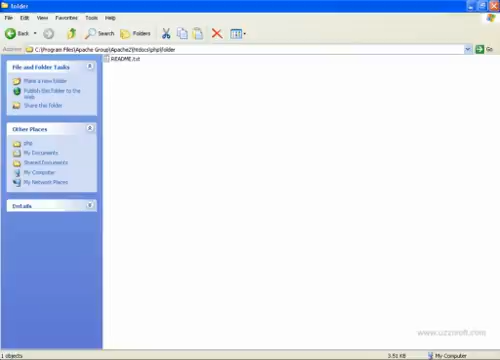 folder
File Edit View Favorites Tools Help
Back Search Folders
Address C:\Program Files\Apache Group\Apache2\htdocs\php\folder Go
File and Folder Tasks
Make a new folder
Publish this folder to the
Web
Share this folder
Other Places
php
My Documents
Shared Documents
My Computer
My Network Places
Details
README.txt
www.uzzisoft.com
1 objects 3.51 KB My Computer